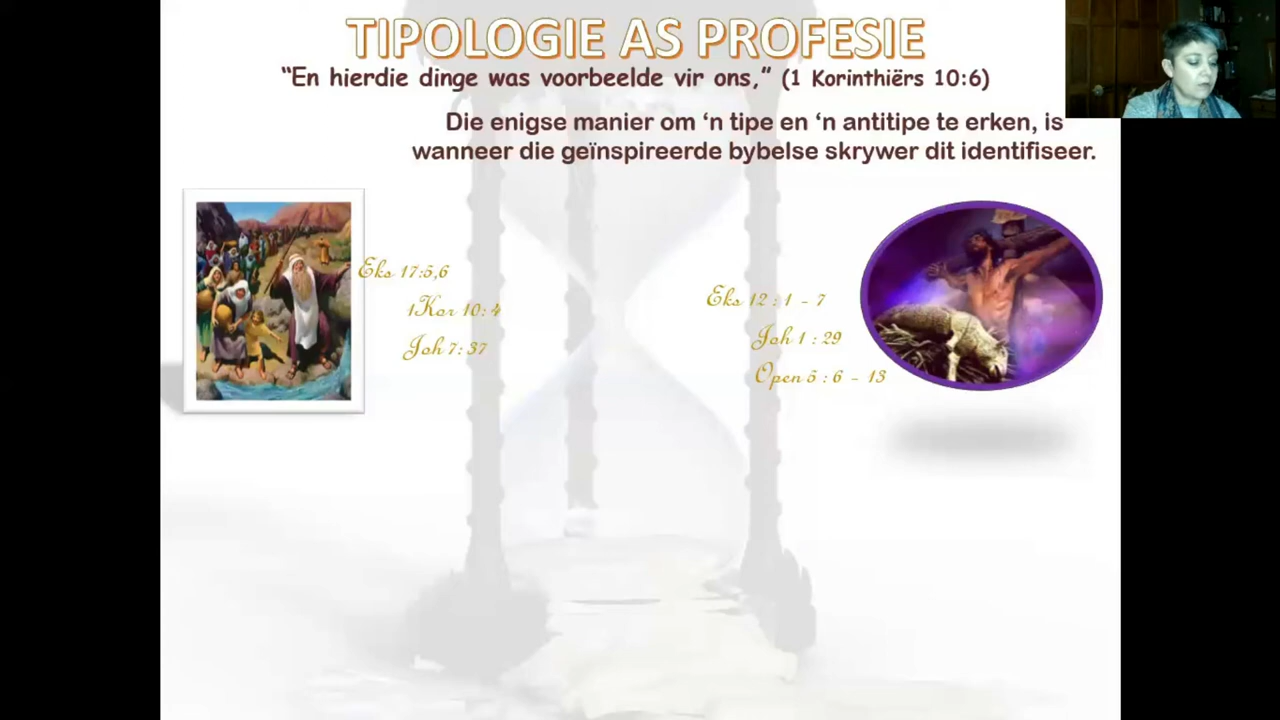 TIPOLOGIE AS PROFESIE
“En hierdie dinge was voorbeelde vir ons,” (1 Korinthiërs 10:6)
Die enigse manier om ‘n tipe en ‘n antitipe te erken, is
wanneer die geïnspireerde bybelse skrywer dit identifiseer.
Eks 17:5,6
1Kor 10:4
Joh 7:37
Eks 12 : 1 - 7
Joh 1 : 29
Open 5 : 6 - 13